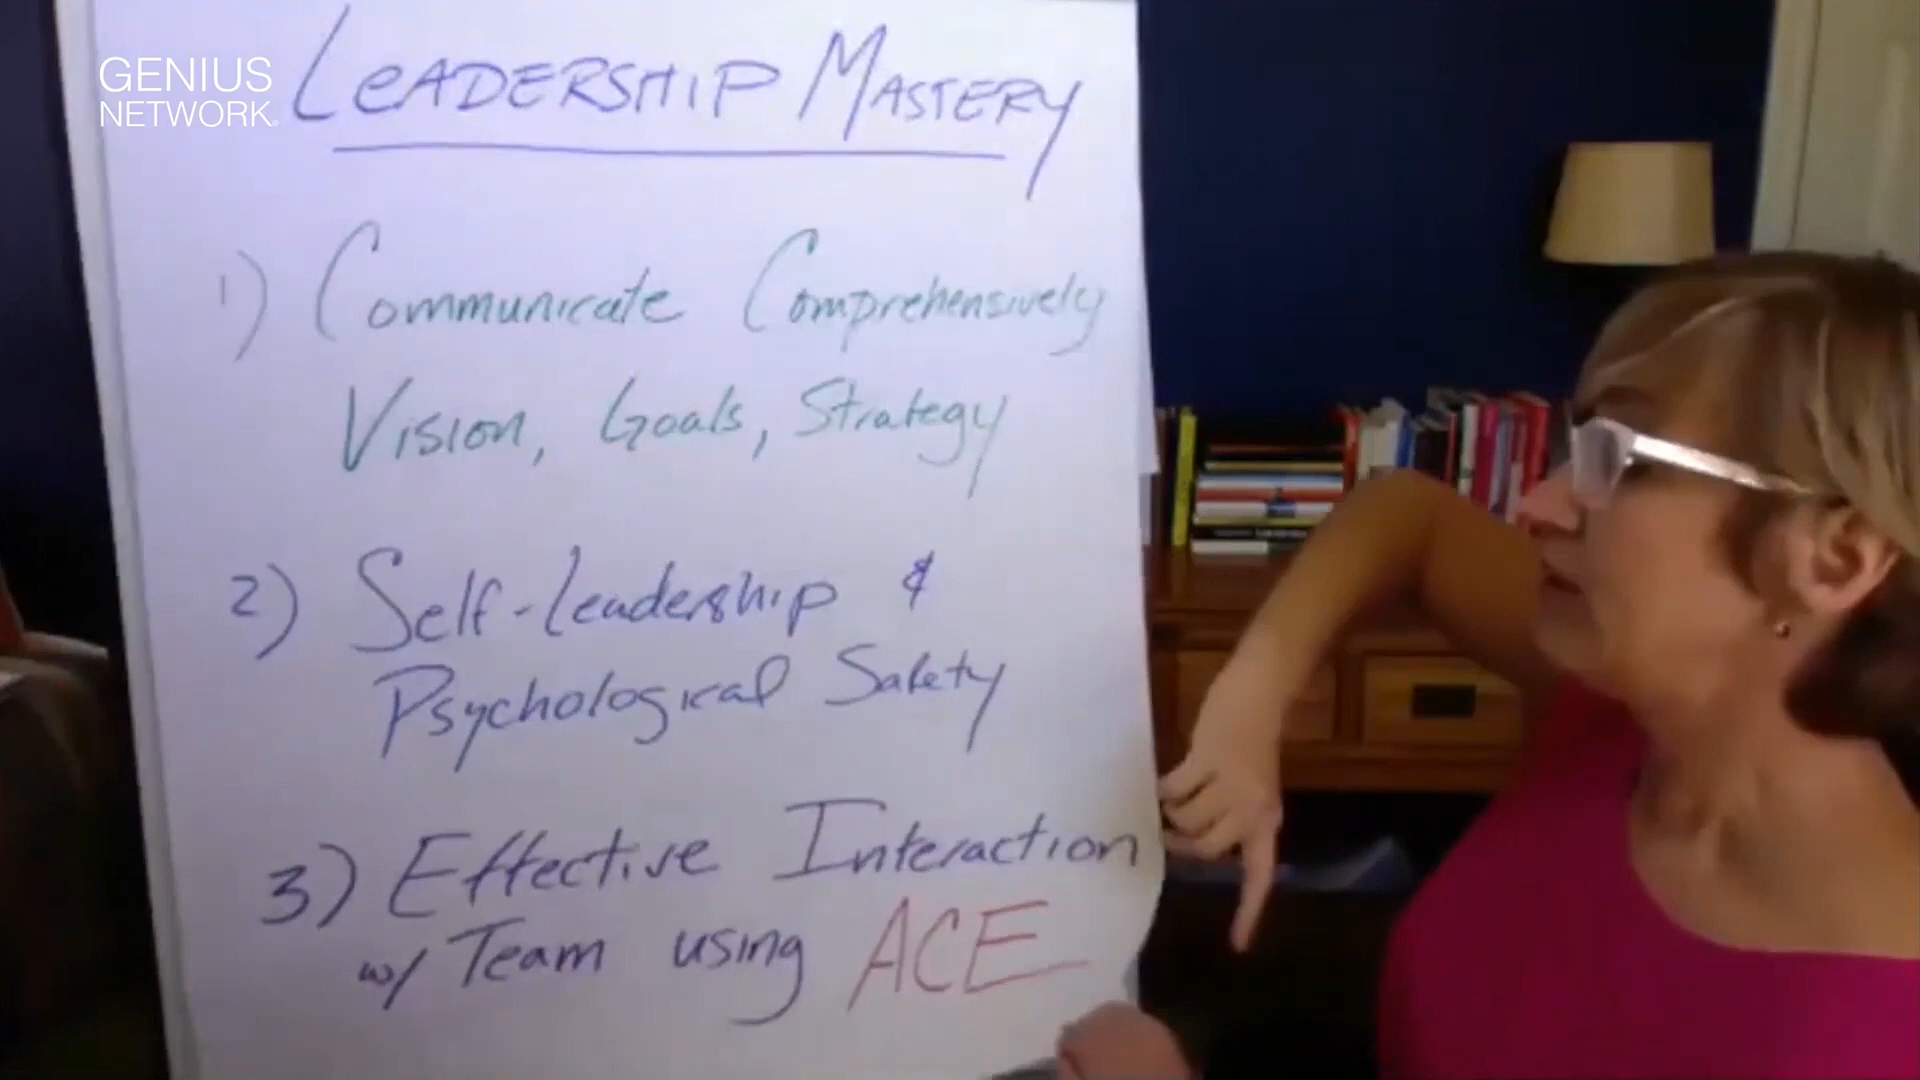 GENIUS
NETWORK.
LEADERSHIP MASTERY
1) Communicate Comprehensively
Vision, Goals, Strategy
2) Self-Leadership &
Psychological Safety
3) Effective Interaction
w/ Team using ACE